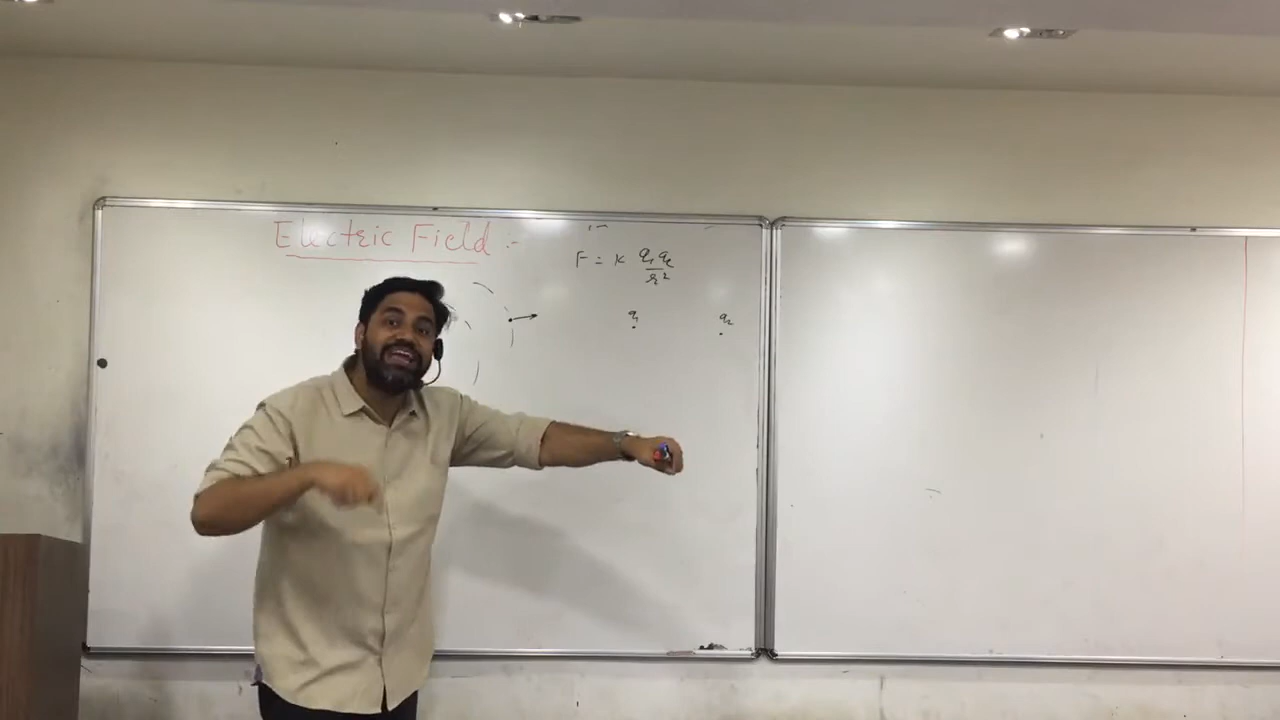 Electric Field :-
F = K q₁q₂/r²
q₁ q₂